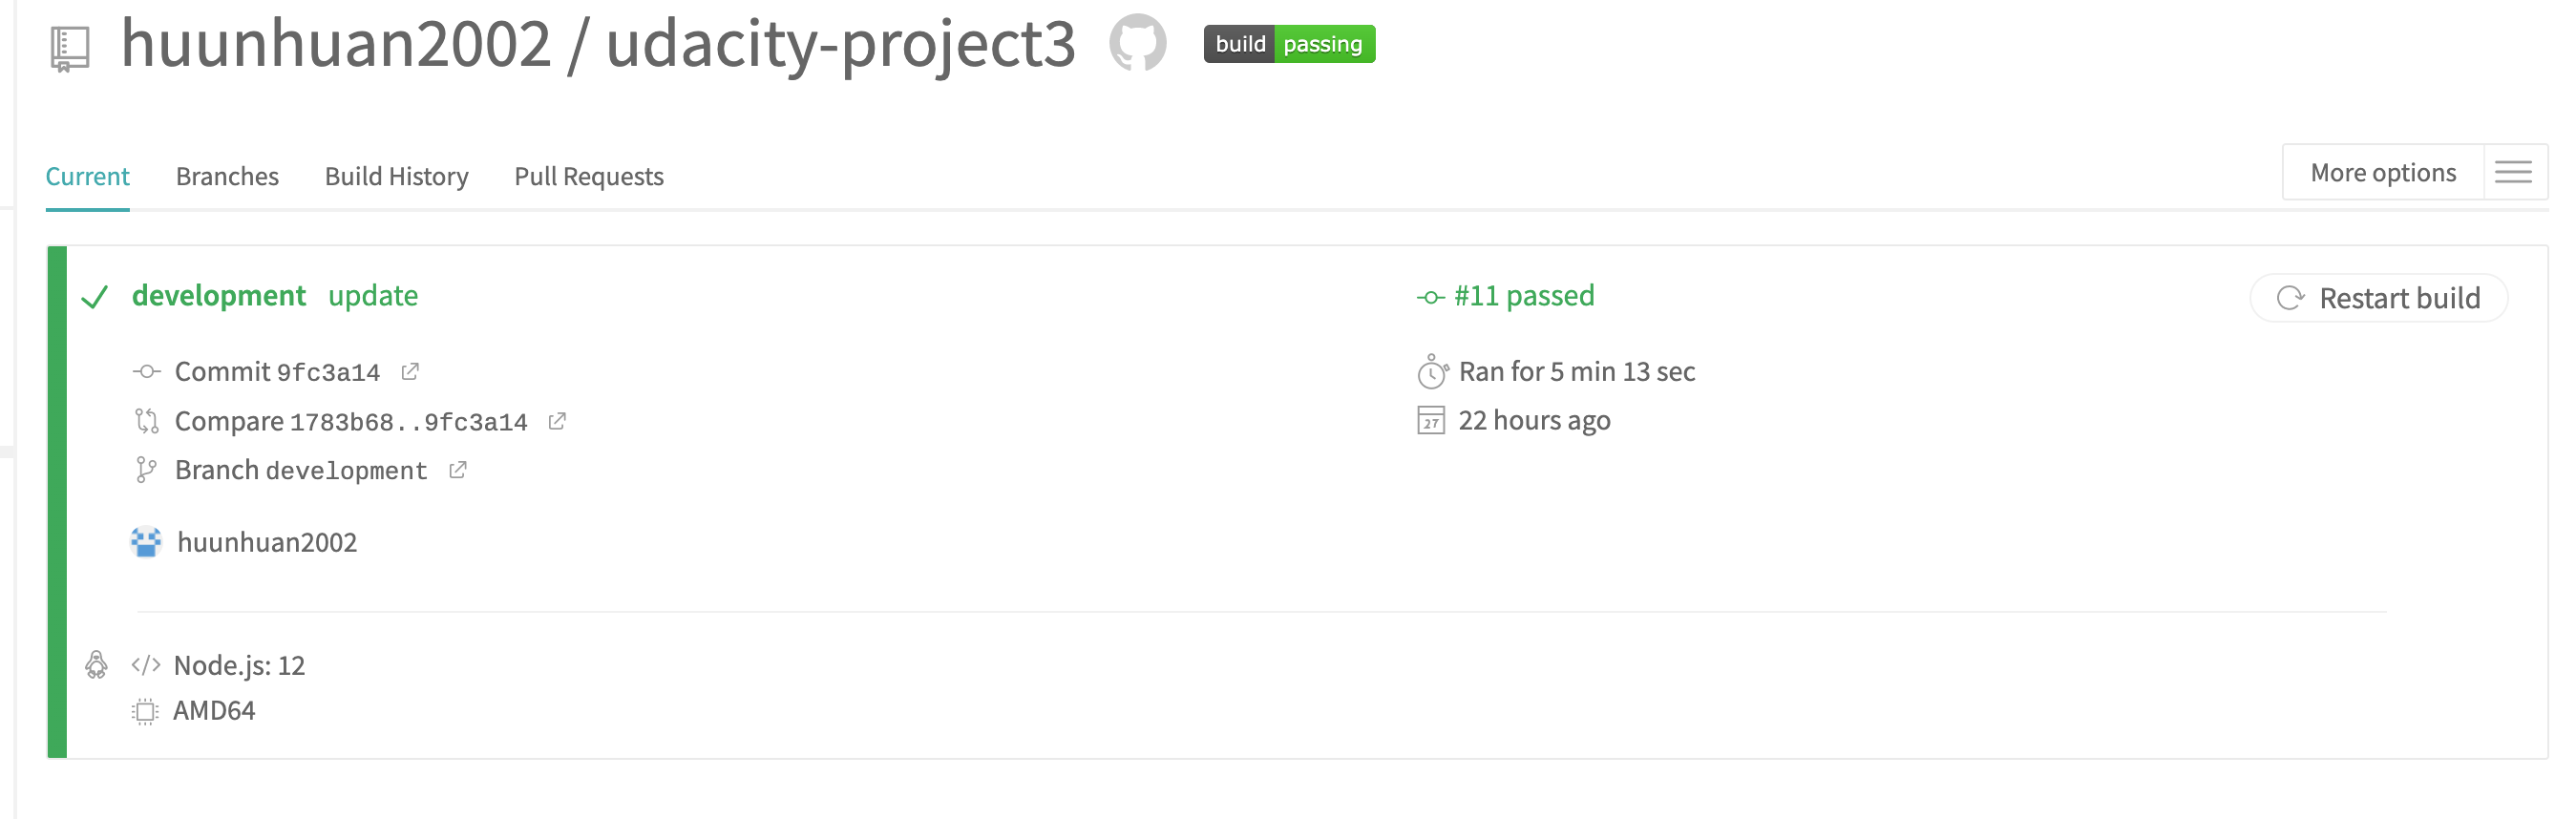 huunhuan2002 / udacity-project3 build passing
Current Branches Build History Pull Requests More options
development update #11 passed Restart build
Commit 9fc3a14 Ran for 5 min 13 sec
Compare 1783b68..9fc3a14 27 22 hours ago
Branch development
huunhuan2002
</> Node.js: 12
AMD64